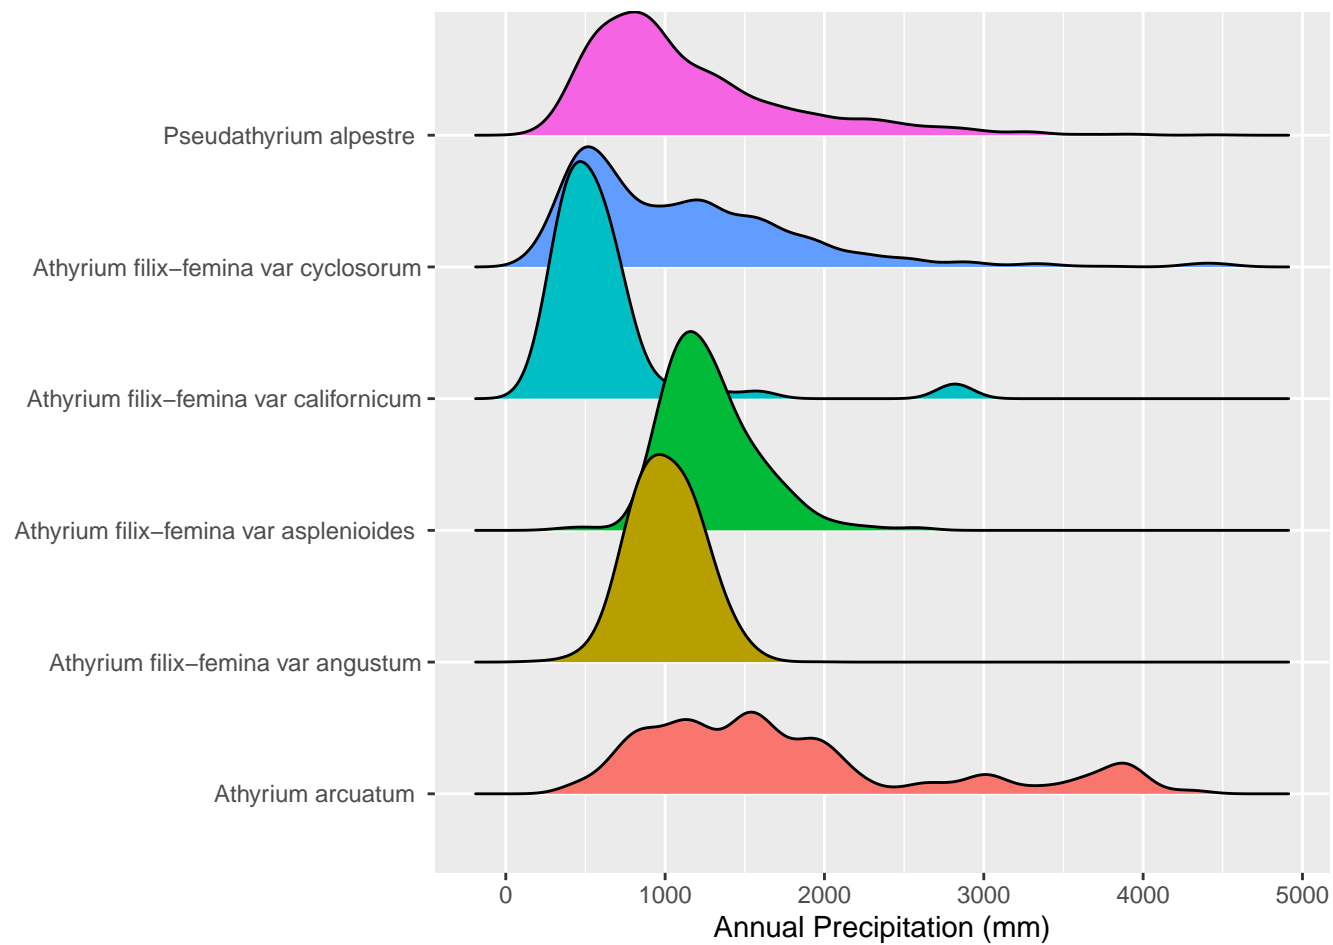 Pseudathyrium alpestre
Athyrium filix−femina var cyclosorum
Athyrium filix−femina var californicum
Athyrium filix−femina var asplenioides
Athyrium filix−femina var angustum
Athyrium arcuatum
0 1000 2000 3000 4000 5000
Annual Precipitation (mm)